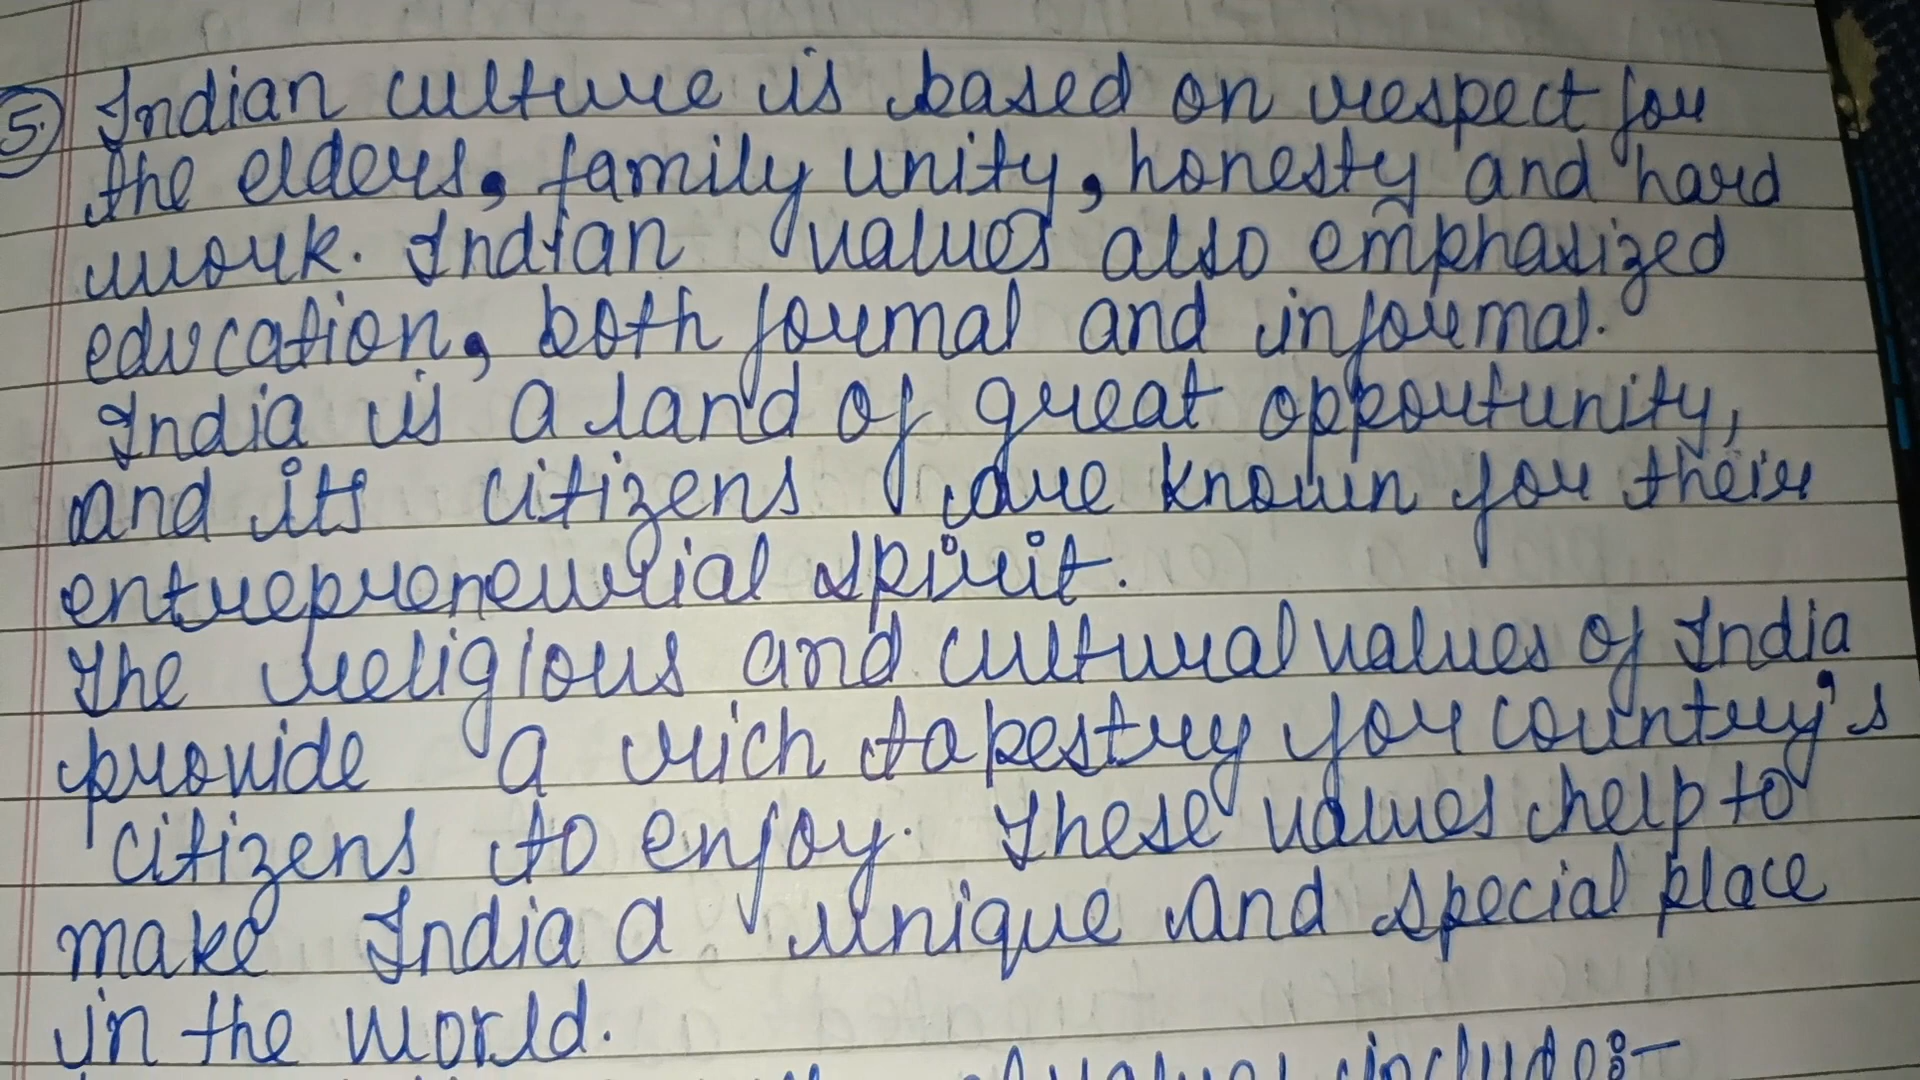 5. Indian culture is based on respect for
the elders, family unity, honesty and hard
work. Indian values also emphasized
education, both formal and informal.
India is a land of great opportunity,
and its citizens are known for their
entrepreneurial spirit.
The religious and cultural values of India
provide a rich tapestry for country's
citizens to enjoy. These values help to
make India a unique and special place
in the world.
values include:-